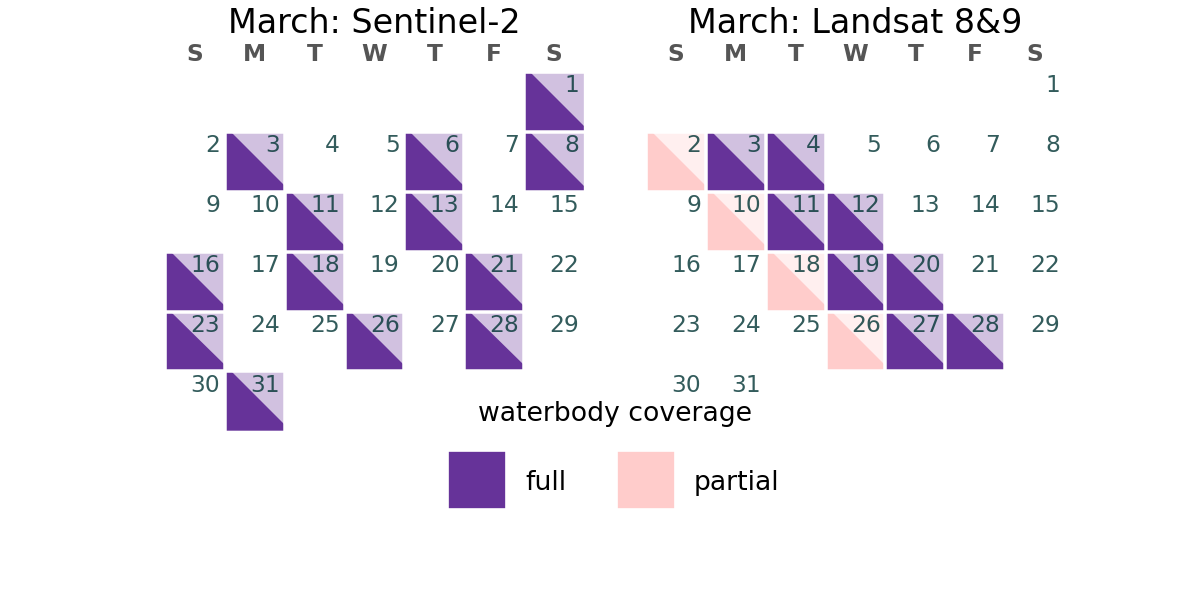 March: Sentinel-2
S M T W T F S
1
2 3 4 5 6 7 8
9 10 11 12 13 14 15
16 17 18 19 20 21 22
23 24 25 26 27 28 29
30 31
March: Landsat 8&9
S M T W T F S
1
2 3 4 5 6 7 8
9 10 11 12 13 14 15
16 17 18 19 20 21 22
23 24 25 26 27 28 29
30 31
waterbody coverage
full partial